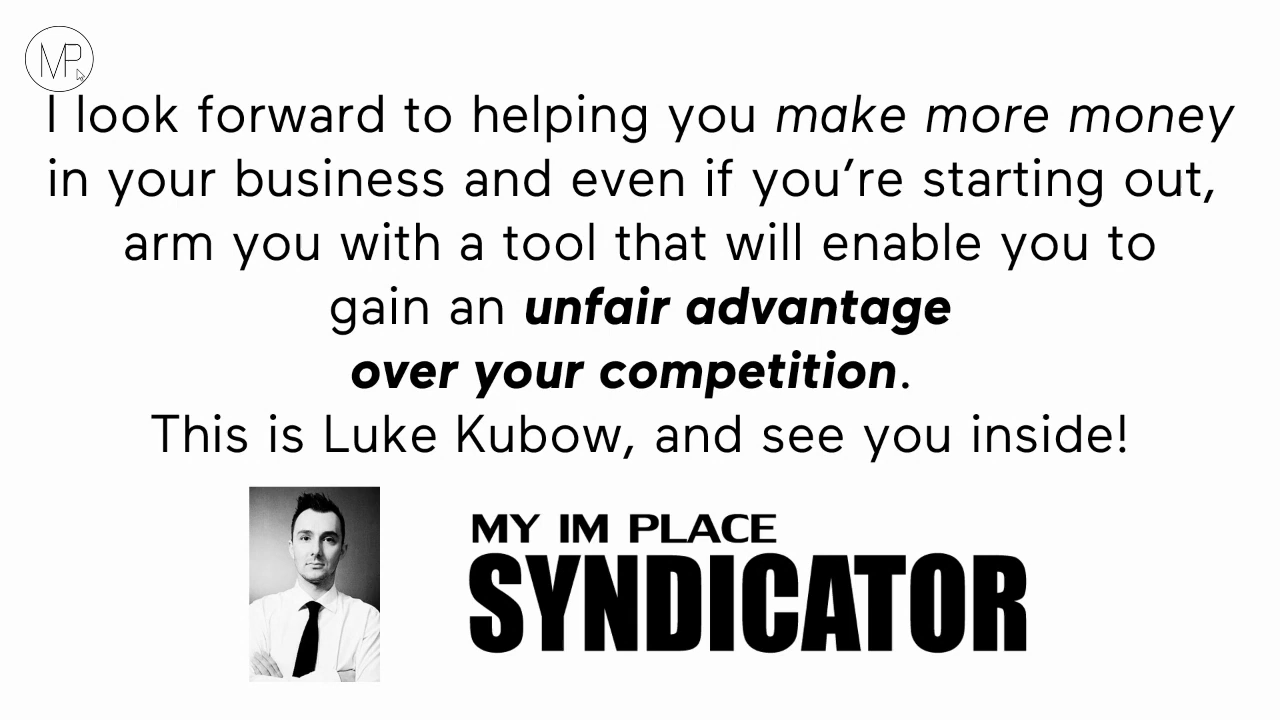 MP
I look forward to helping you make more money
in your business and even if you’re starting out,
arm you with a tool that will enable you to
gain an unfair advantage
over your competition.
This is Luke Kubow, and see you inside!
MY IM PLACE
SYNDICATOR